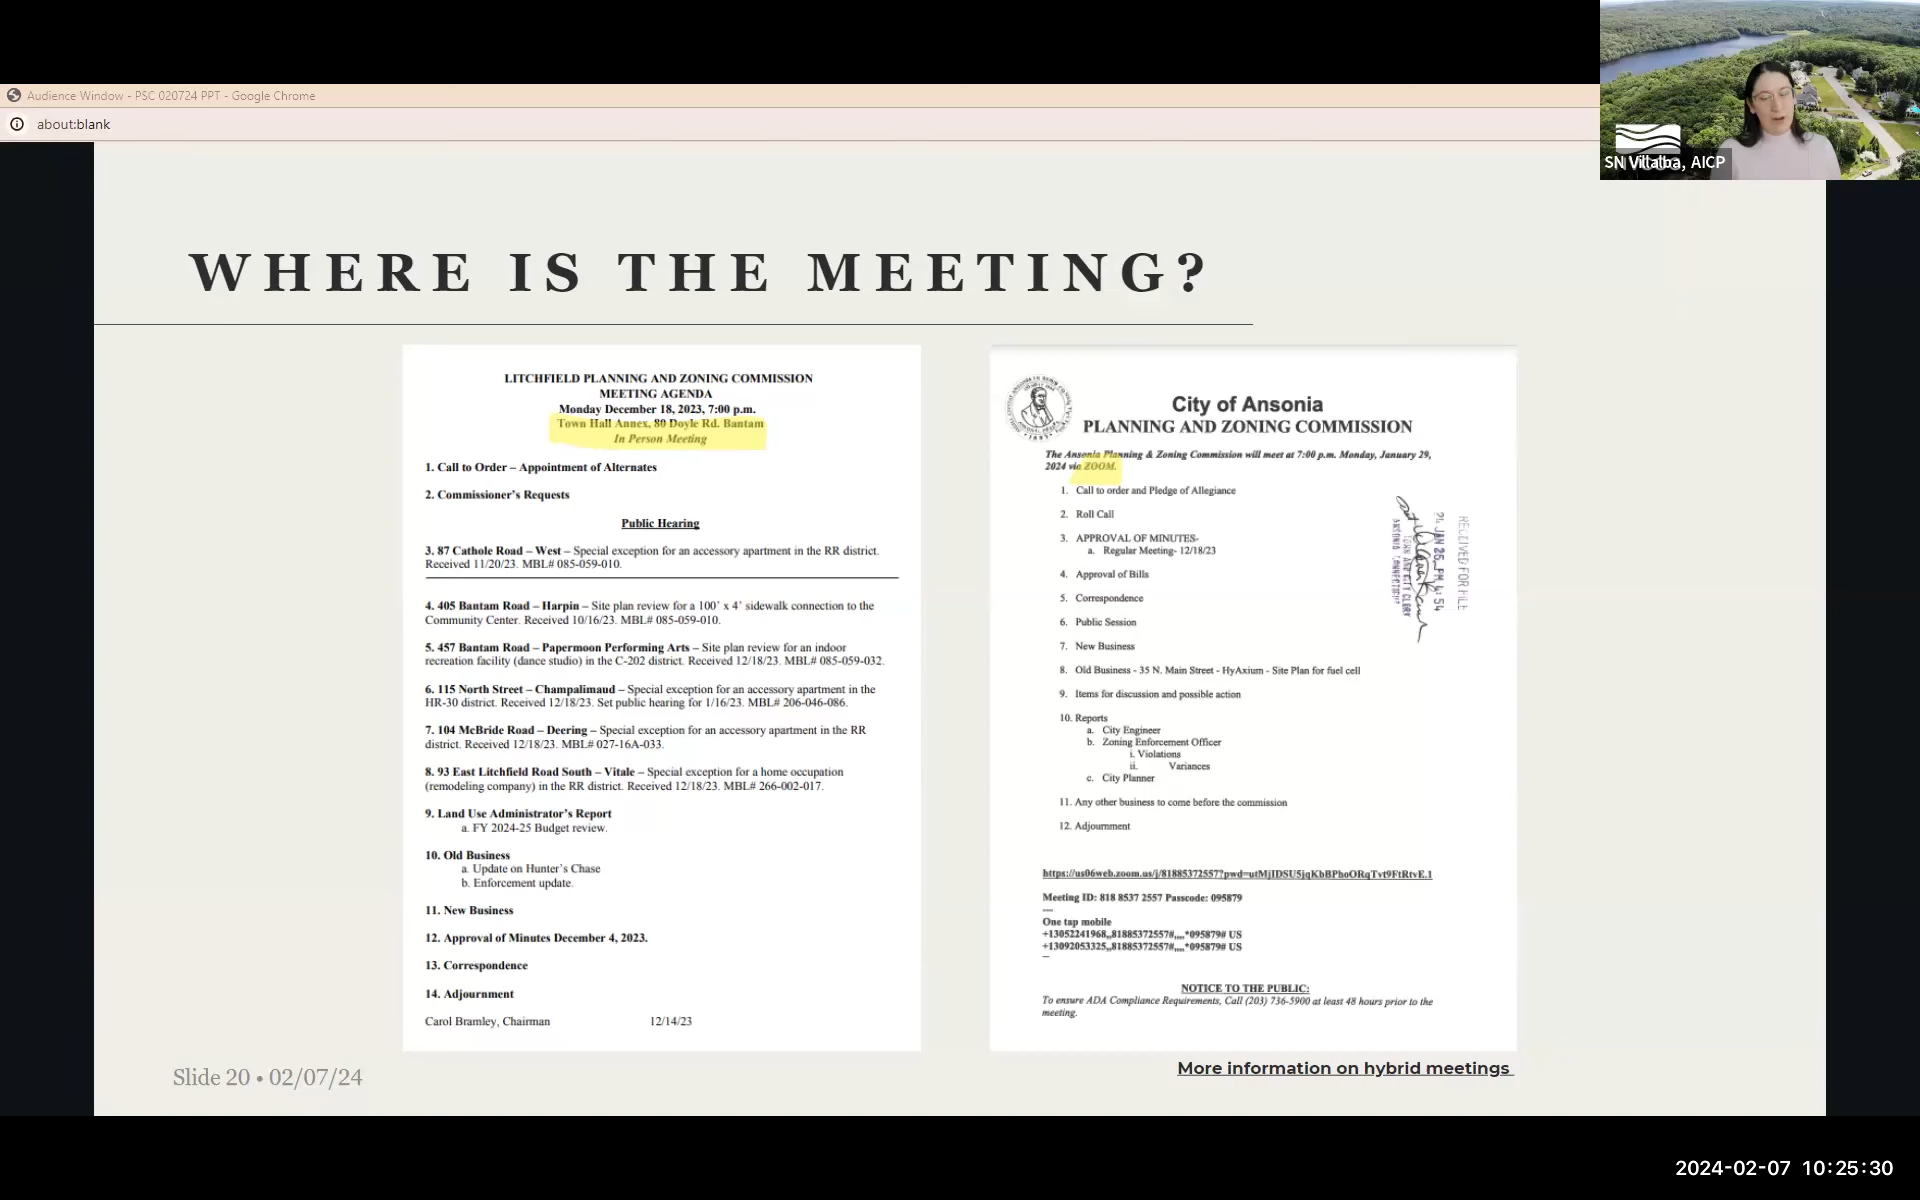 Audience Window - PSC 020724 PPT - Google Chrome
about:blank
SN Villalba, AICP
WHERE IS THE MEETING?
LITCHFIELD PLANNING AND ZONING COMMISSION
MEETING AGENDA
Monday December 18, 2023, 7:00 p.m.
Town Hall Annex, 80 Doyle Rd. Bantam
In Person Meeting
1. Call to Order – Appointment of Alternates
2. Commissioner's Requests
Public Hearing
3. 87 Cathole Road – West – Special exception for an accessory apartment in the RR district.
Received 11/20/23. MBL# 085-059-010.
4. 405 Bantam Road – Harpin – Site plan review for a 100' x 4' sidewalk connection to the
Community Center. Received 10/16/23. MBL# 085-059-010.
5. 457 Bantam Road – Papermoon Performing Arts – Site plan review for an indoor
recreation facility (dance studio) in the C-202 district. Received 12/18/23. MBL# 085-059-032.
6. 115 North Street – Champalimaud – Special exception for an accessory apartment in the
HR-30 district. Received 12/18/23. Set public hearing for 1/16/23. MBL# 206-046-086.
7. 104 McBride Road – Deering – Special exception for an accessory apartment in the RR
district. Received 12/18/23. MBL# 027-16A-033.
8. 93 East Litchfield Road South – Vitale – Special exception for a home occupation
(remodeling company) in the RR district. Received 12/18/23. MBL# 266-002-017.
9. Land Use Administrator's Report
a. FY 2024-25 Budget review.
10. Old Business
a. Update on Hunter's Chase
b. Enforcement update.
11. New Business
12. Approval of Minutes December 4, 2023.
13. Correspondence
14. Adjournment
Carol Bramley, Chairman 12/14/23
City of Ansonia
PLANNING AND ZONING COMMISSION
The Ansonia Planning & Zoning Commission will meet at 7:00 p.m. Monday, January 29,
2024 via ZOOM.
1. Call to order and Pledge of Allegiance
2. Roll Call
3. APPROVAL OF MINUTES-
a. Regular Meeting- 12/18/23
4. Approval of Bills
5. Correspondence
6. Public Session
7. New Business
8. Old Business - 35 N. Main Street - HyAxium - Site Plan for fuel cell
9. Items for discussion and possible action
10. Reports
a. City Engineer
b. Zoning Enforcement Officer
i. Violations
ii. Variances
c. City Planner
11. Any other business to come before the commission
12. Adjournment
RECEIVED FOR FILE
https://us06web.zoom.us/j/81885372557?pwd=utMjIDSU5jqKbBPhoORqTvt9FtRtvE.1
Meeting ID: 818 8537 2557 Passcode: 095879
---
One tap mobile
+13052241968,,81885372557#,,,,*095879# US
+13092053325,,81885372557#,,,,*095879# US
NOTICE TO THE PUBLIC:
To ensure ADA Compliance Requirements, Call (203) 736-5900 at least 48 hours prior to the
meeting.
Slide 20 • 02/07/24
More information on hybrid meetings
2024-02-07 10:25:30